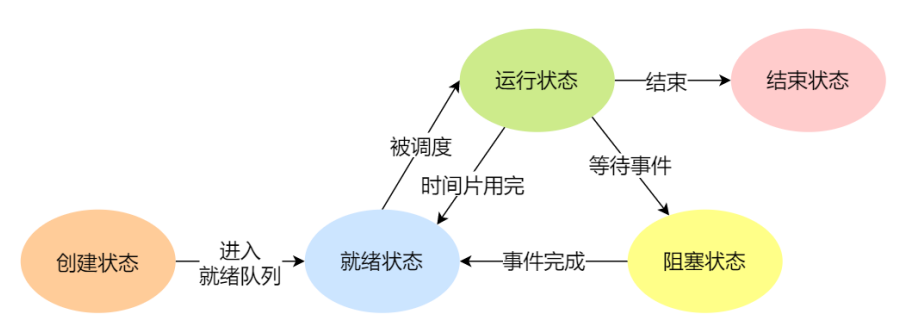 运行状态
结束
结束状态
被调度
时间片用完
等待事件
创建状态
进入
就绪队列
就绪状态
事件完成
阻塞状态